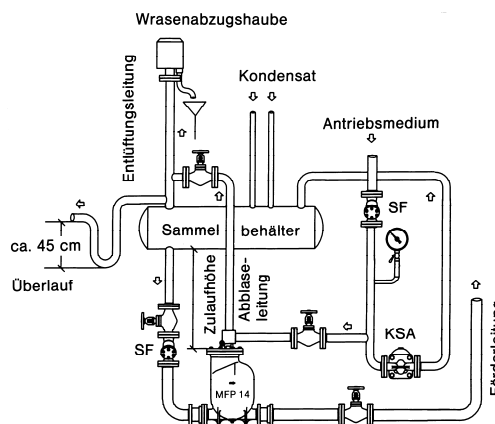 Wrasenabzugshaube
Entlüftungsleitung
Kondensat
Antriebsmedium
SF
ca. 45 cm
Sammel behälter
Überlauf
Zulaufhöhe
Abblase-
leitung
SF
KSA
MFP 14
Förderleitung